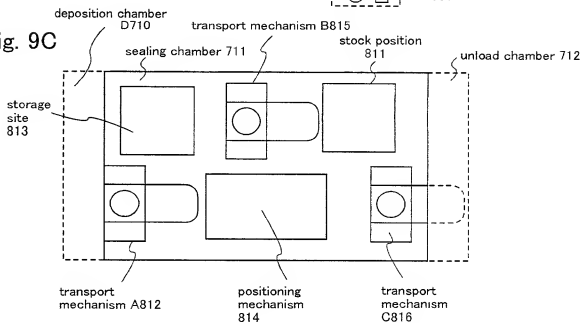 deposition chamber
D710
transport mechanism B815
ig. 9C
sealing chamber 711
stock position
811
unload chamber 712
storage
site
813
transport
mechanism A812
positioning
mechanism
814
transport
mechanism
C816